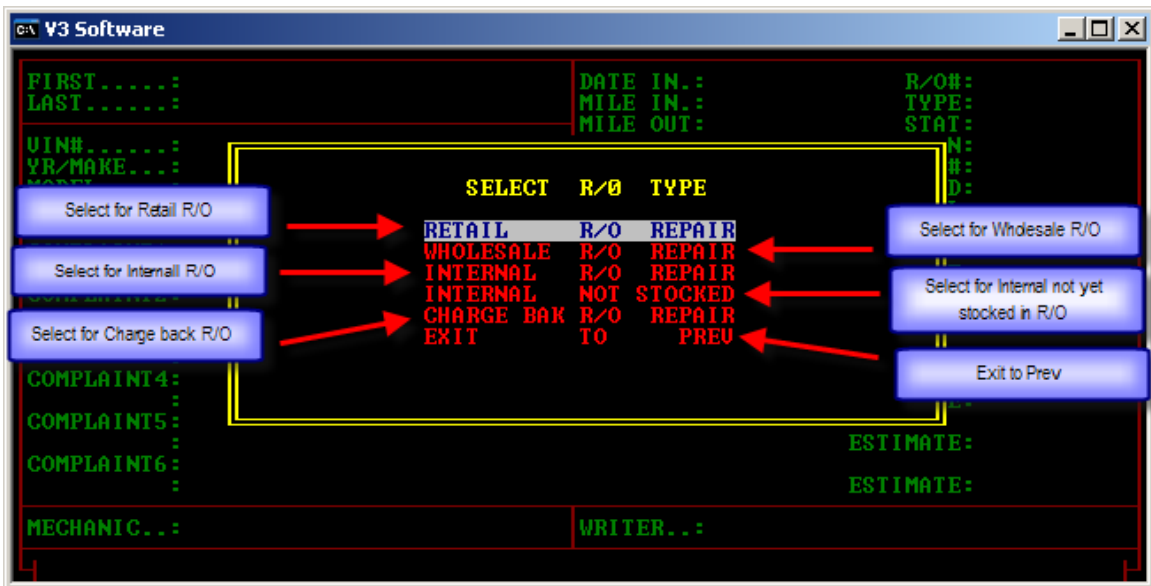 V3 Software
FIRST.....: DATE IN.: R/O#:
LAST......: MILE IN.: TYPE:
MILE OUT: STAT:
VIN#......: N:
YR/MAKE...: #:
SELECT R/O TYPE D:
Select for Retail R/O
RETAIL R/O REPAIR
Select for Wholesale R/O
WHOLESALE R/O REPAIR
Select for Internall R/O
INTERNAL R/O REPAIR
INTERNAL NOT STOCKED
Select for Internal not yet
stocked in R/O
CHARGE BAK R/O REPAIR
Select for Charge back R/O
EXIT TO PREV
Exit to Prev
COMPLAINT4:
:
COMPLAINT5:
: ESTIMATE:
COMPLAINT6:
: ESTIMATE:
MECHANIC..: WRITER..: